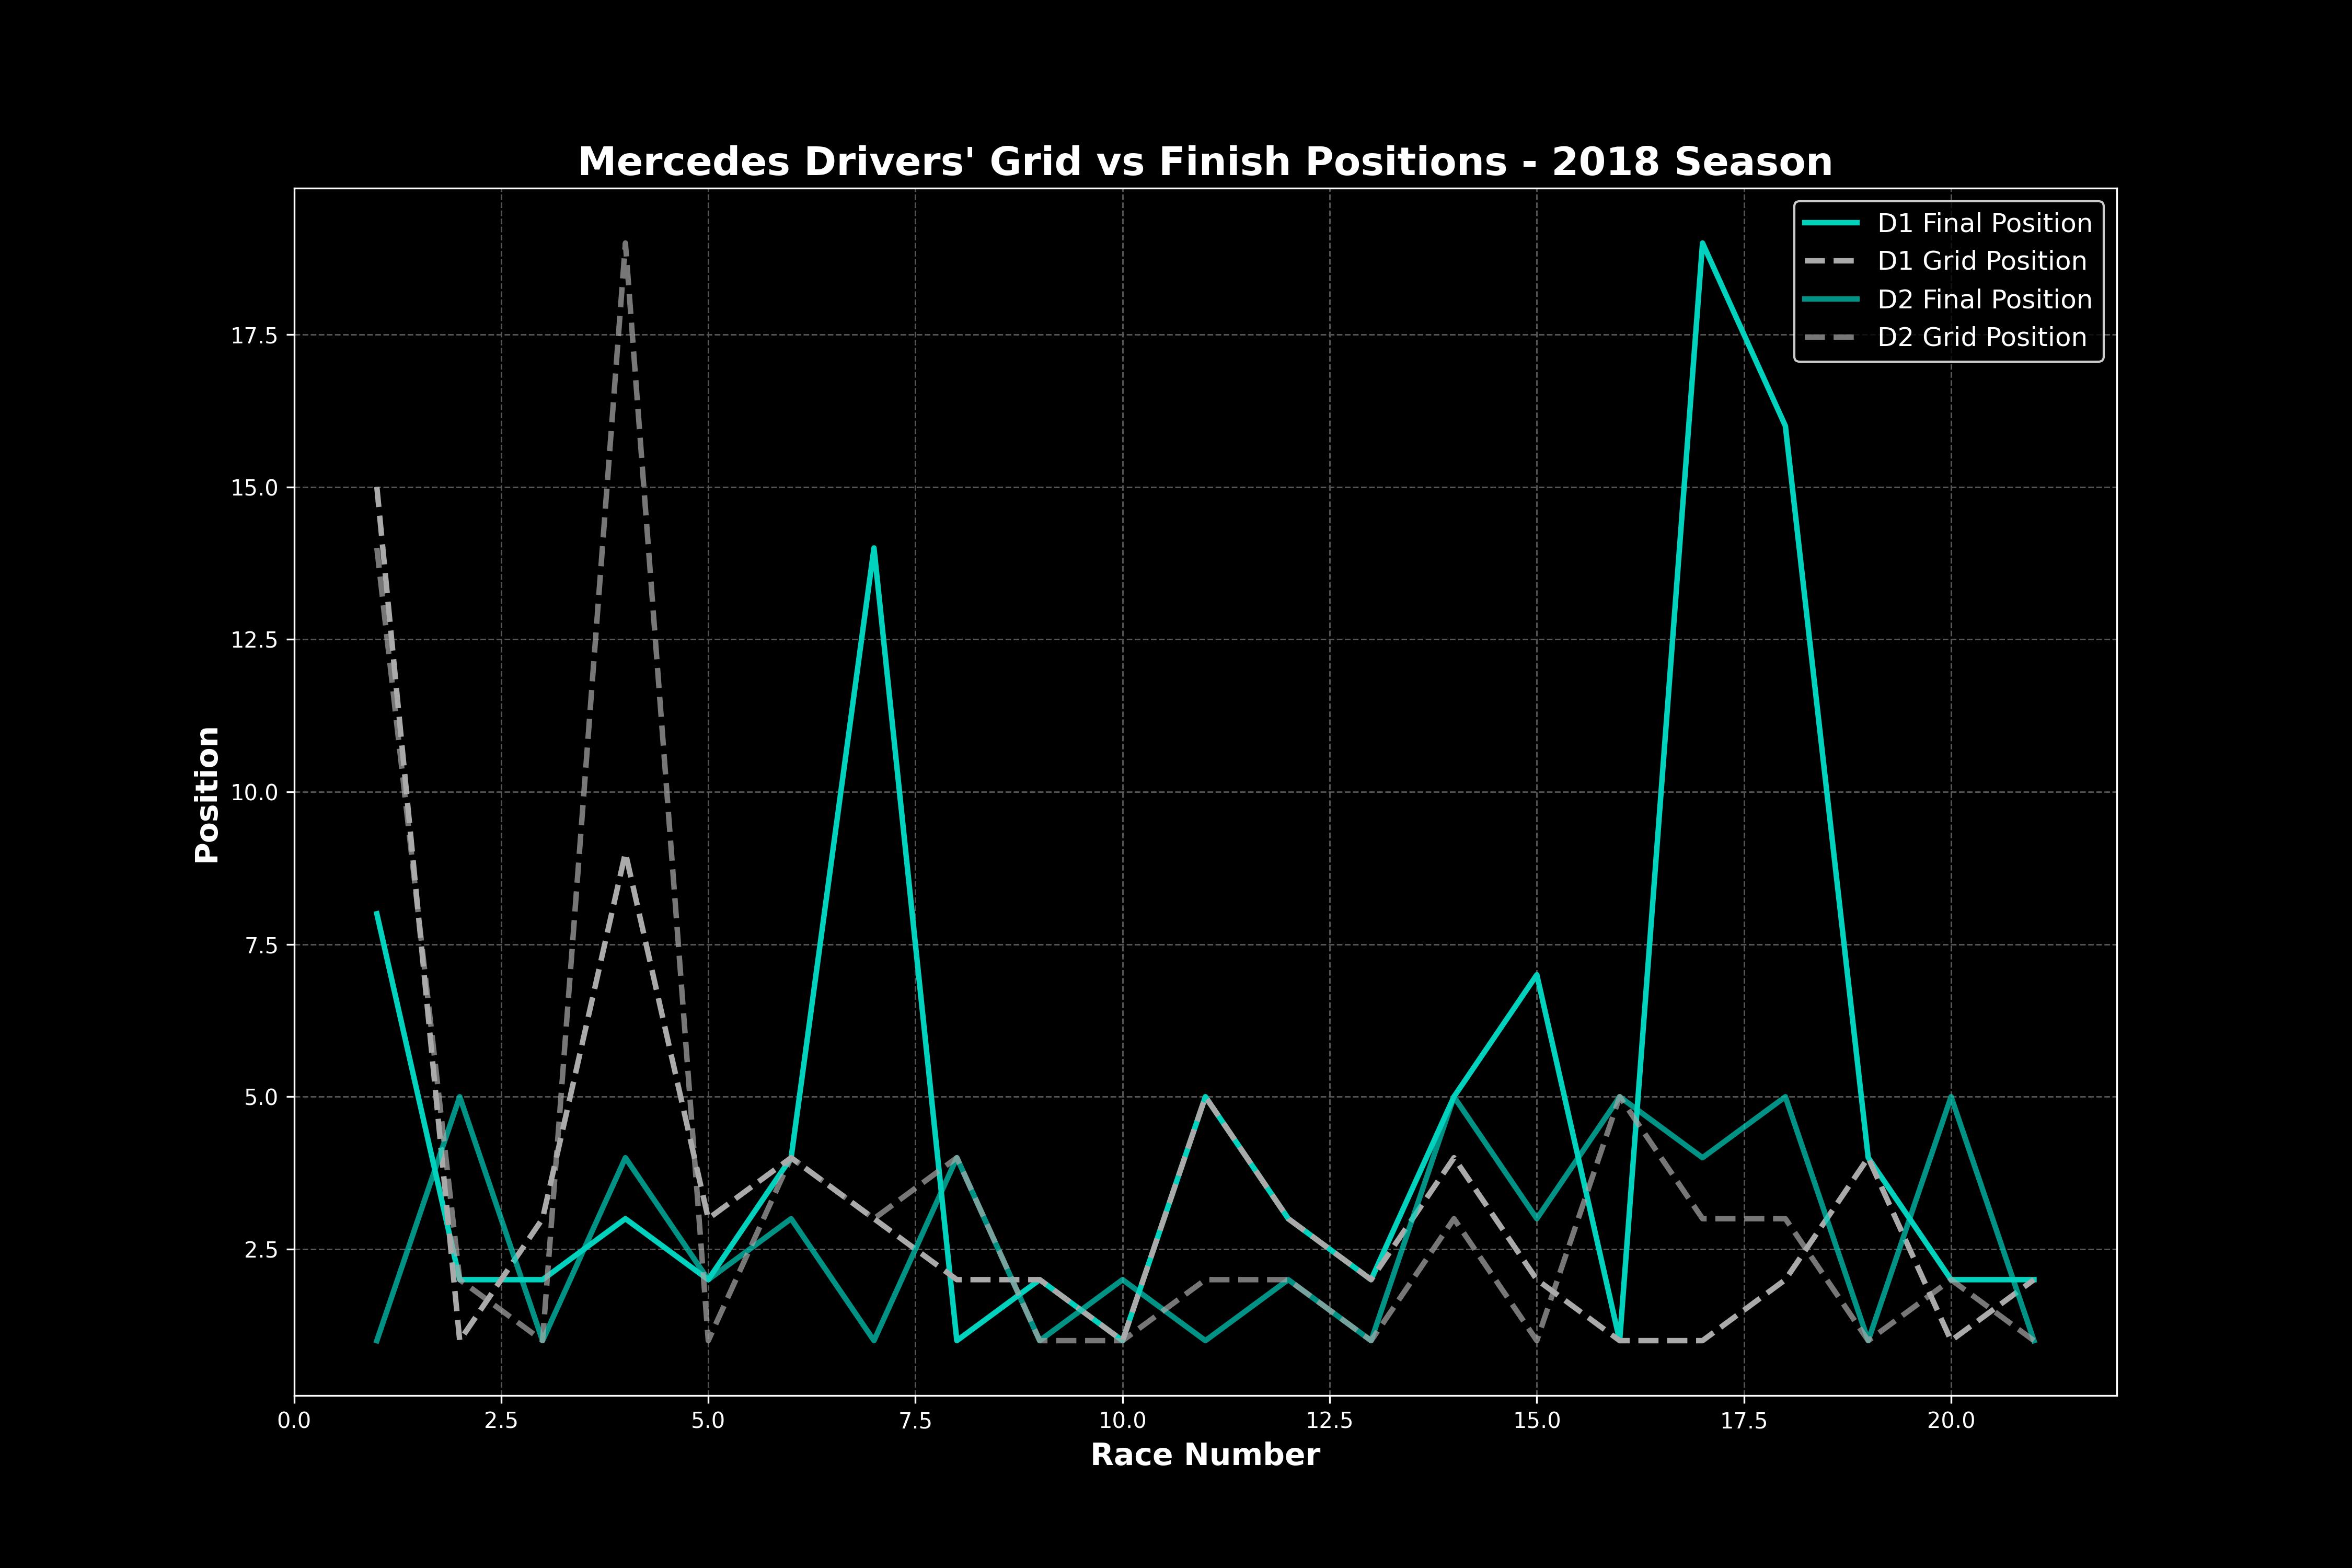 Mercedes Drivers' Grid vs Finish Positions - 2018 Season
D1 Final Position
D1 Grid Position
D2 Final Position
D2 Grid Position
17.5
15.0
12.5
10.0
7.5
5.0
2.5
Position
0.0 2.5 5.0 7.5 10.0 12.5 15.0 17.5 20.0
Race Number